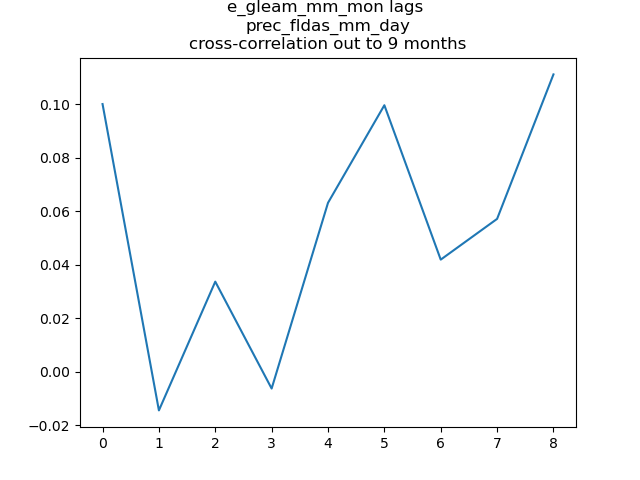 e_gleam_mm_mon lags
prec_fldas_mm_day
cross-correlation out to 9 months
0.10
0.08
0.06
0.04
0.02
0.00
−0.02
0 1 2 3 4 5 6 7 8